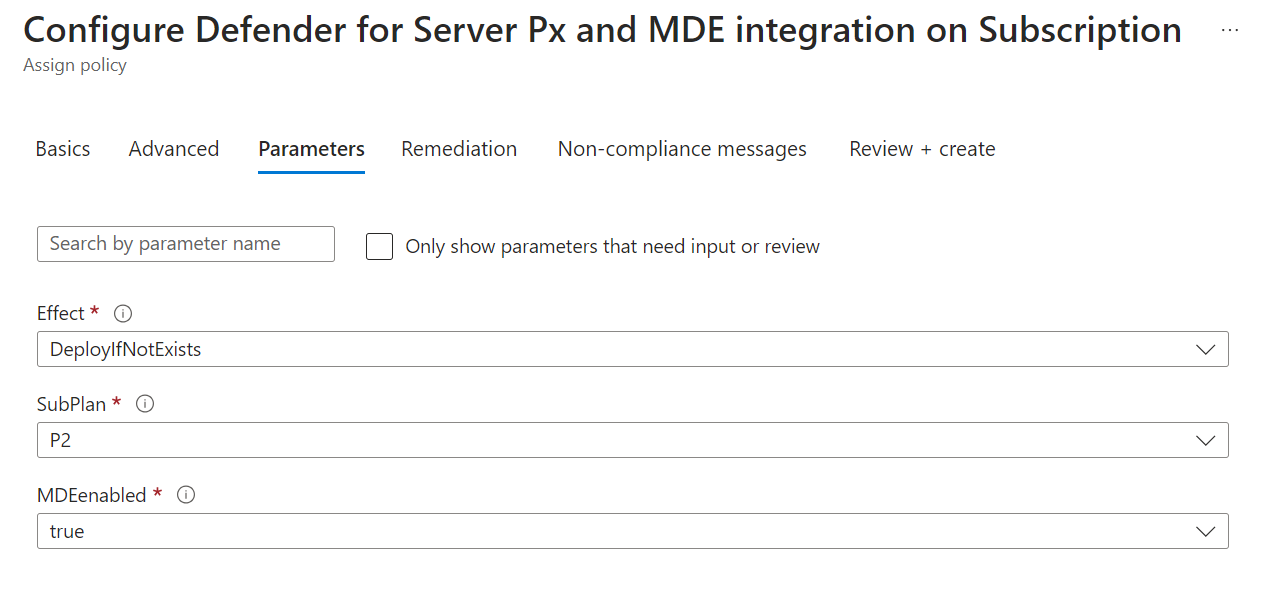 Configure Defender for Server Px and MDE integration on Subscription ...
Assign policy
Basics Advanced Parameters Remediation Non-compliance messages Review + create
Search by parameter name Only show parameters that need input or review
Effect *
DeployIfNotExists
SubPlan *
P2
MDEenabled *
true